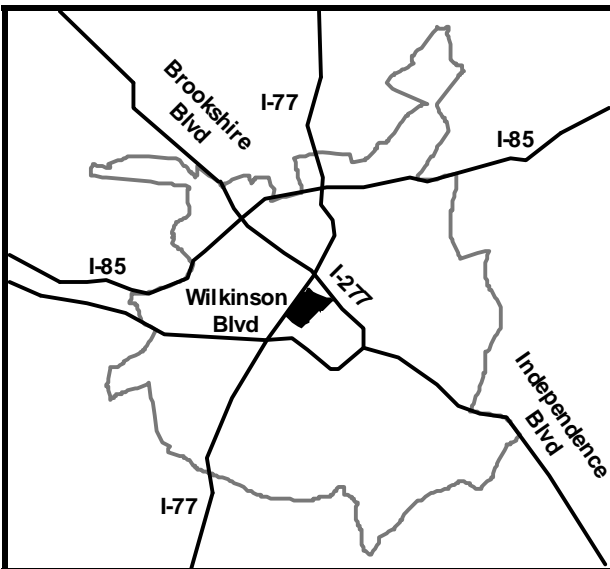 I-77
Brookshire
Blvd
I-85
I-85
I-277
Wilkinson
Blvd
Independence
Blvd
I-77